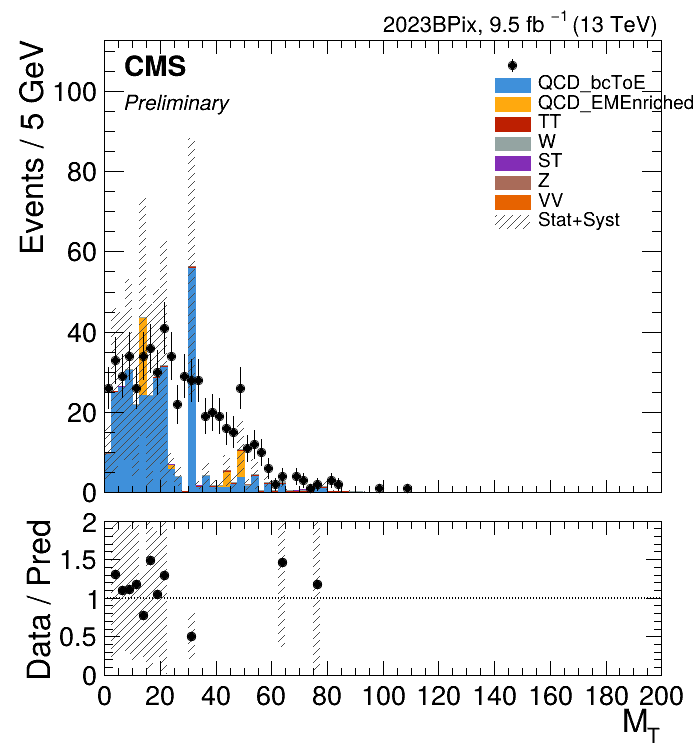 2023BPix, 9.5 fb⁻¹ (13 TeV)
CMS
Preliminary
QCD_bcToE
QCD_EMEnriched
TT
W
ST
Z
VV
Stat+Syst
Events / 5 GeV
100
80
60
40
20
0
Data / Pred
2
1.5
1
0.5
0
0 20 40 60 80 100 120 140 160 180 200
M_T